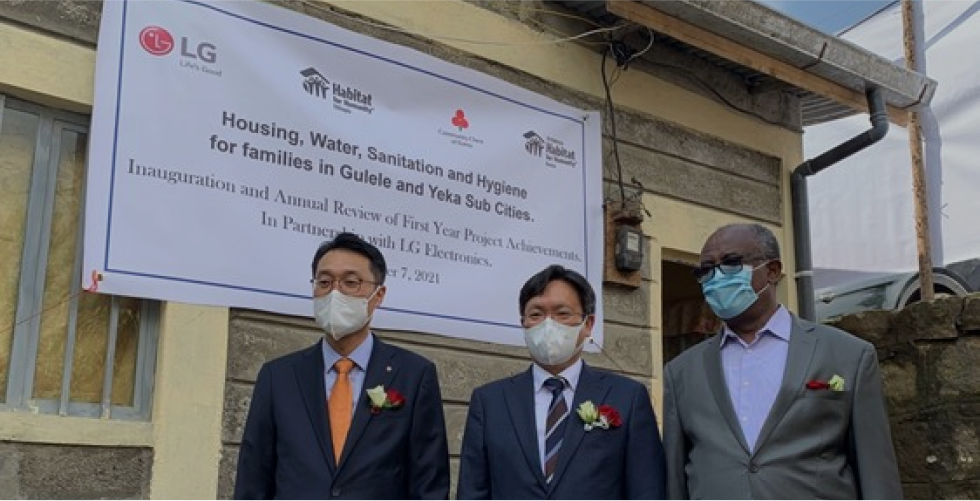 LG
Life's Good
Habitat
for Humanity®
Community Chest
Habitat
for Humanity®
Housing, Water, Sanitation and Hygiene
for families in Gulele and Yeka Sub Cities.
Inauguration and Annual Review of First Year Project Achievements.
In Partnership with LG Electronics.
7, 2021